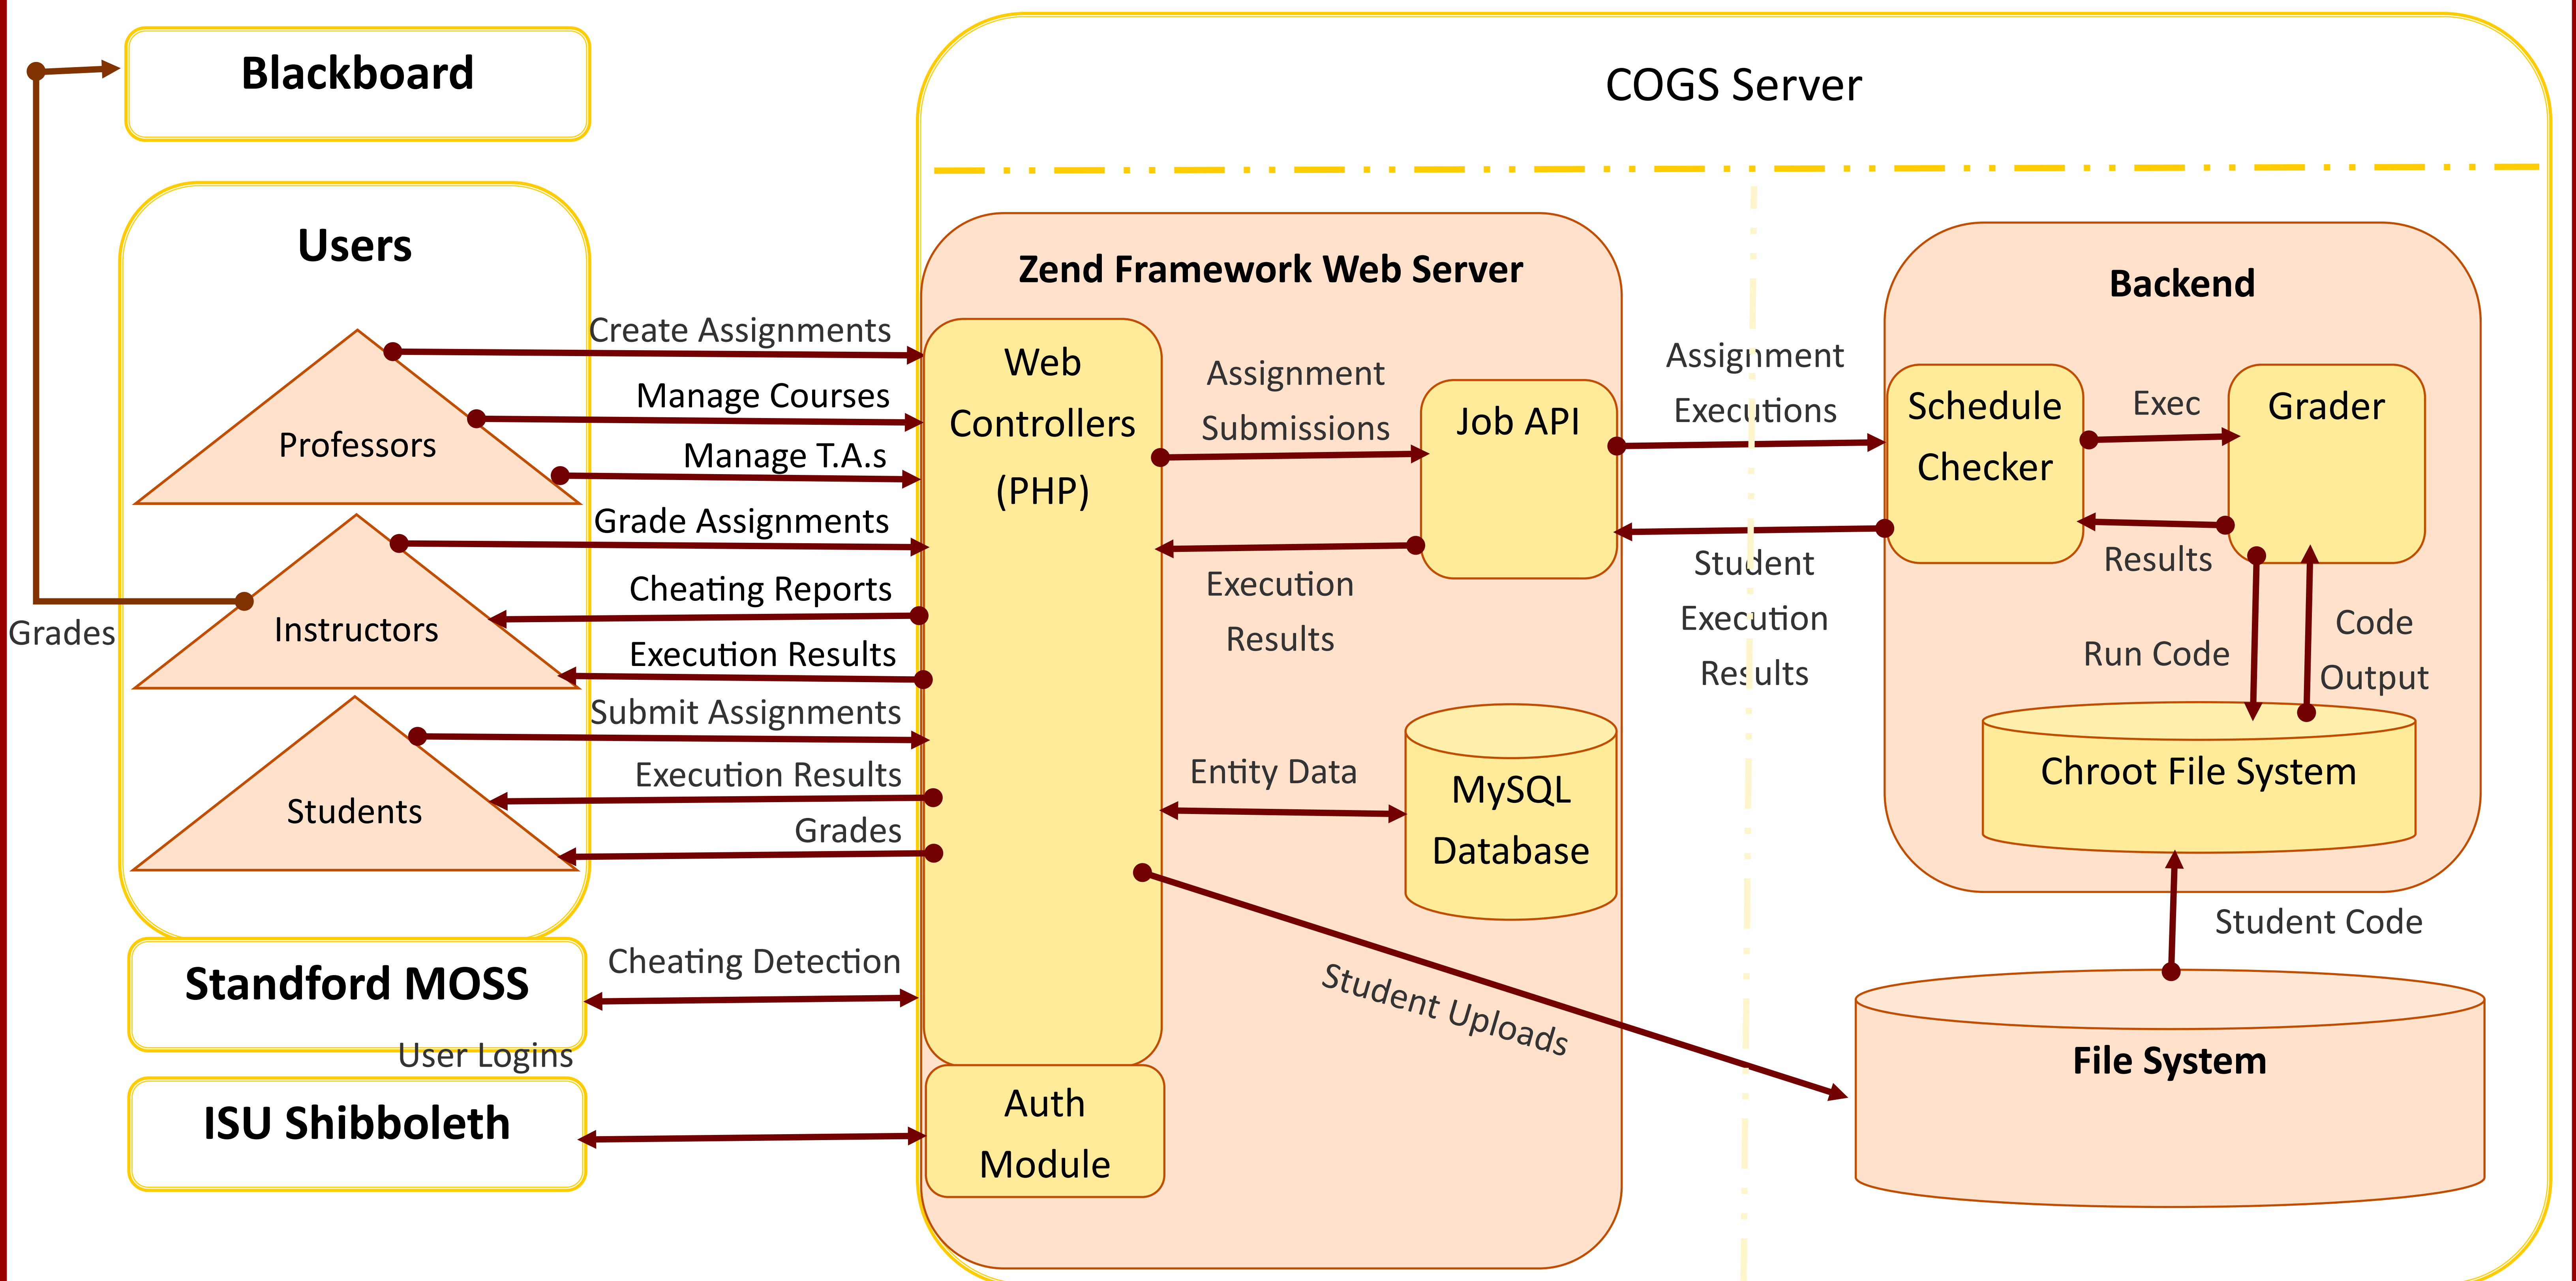 Blackboard
COGS Server
Users
Zend Framework Web Server
Backend
Create Assignments
Manage Courses
Manage T.A.s
Professors
Grade Assignments
Cheating Reports
Execution Results
Instructors
Grades
Submit Assignments
Execution Results
Grades
Students
Web
Controllers
(PHP)
Assignment
Submissions
Job API
Execution
Results
Assignment
Executions
Student
Execution
Results
Schedule
Checker
Exec
Grader
Results
Run Code
Code
Output
Chroot File System
Entity Data
MySQL
Database
Student Uploads
Student Code
File System
Standford MOSS
Cheating Detection
User Logins
ISU Shibboleth
Auth
Module